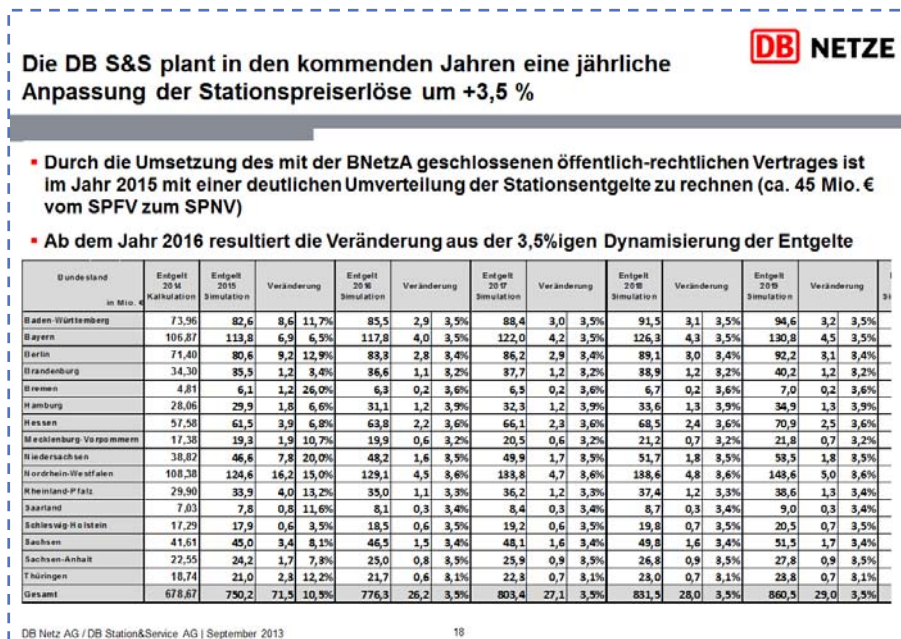 DB NETZE
Die DB S&S plant in den kommenden Jahren eine jährliche
Anpassung der Stationspreiserlöse um +3,5 %
Durch die Umsetzung des mit der BNetzA geschlossenen öffentlich-rechtlichen Vertrages ist
im Jahr 2015 mit einer deutlichen Umverteilung der Stationsentgelte zu rechnen (ca. 45 Mio. €
vom SPFV zum SPNV)
Ab dem Jahr 2016 resultiert die Veränderung aus der 3,5%igen Dynamisierung der Entgelte
Bundesland in Mio. € Entgelt 2014 Kalkulation Entgelt 2015 Simulation Veränderung Entgelt 2016 Simulation Veränderung Entgelt 2017 Simulation Veränderung Entgelt 2018 Simulation Veränderung Entgelt 2019 Simulation Veränderung
Baden-Württemberg 73,96 82,6 8,6 11,7% 85,5 2,9 3,5% 88,4 3,0 3,5% 91,5 3,1 3,5% 94,6 3,2 3,5%
Bayern 106,87 113,8 6,9 6,5% 117,8 4,0 3,5% 122,0 4,2 3,5% 126,3 4,3 3,5% 130,8 4,5 3,5%
Berlin 71,40 80,6 9,2 12,9% 83,3 2,8 3,4% 86,2 2,9 3,4% 89,1 3,0 3,4% 92,2 3,1 3,4%
Brandenburg 34,30 35,5 1,2 3,4% 36,6 1,1 3,2% 37,7 1,2 3,2% 38,9 1,2 3,2% 40,2 1,2 3,2%
Bremen 4,81 6,1 1,2 26,0% 6,3 0,2 3,6% 6,5 0,2 3,6% 6,7 0,2 3,6% 7,0 0,2 3,6%
Hamburg 28,06 29,9 1,8 6,6% 31,1 1,2 3,9% 32,3 1,2 3,9% 33,6 1,3 3,9% 34,9 1,3 3,9%
Hessen 57,58 61,5 3,9 6,8% 63,8 2,2 3,6% 66,1 2,3 3,6% 68,5 2,4 3,6% 70,9 2,5 3,6%
Mecklenburg-Vorpommern 17,38 19,3 1,9 10,7% 19,9 0,6 3,2% 20,5 0,6 3,2% 21,2 0,7 3,2% 21,8 0,7 3,2%
Niedersachsen 38,82 46,6 7,8 20,0% 48,2 1,6 3,5% 49,9 1,7 3,5% 51,7 1,8 3,5% 53,5 1,8 3,5%
Nordrhein-Westfalen 108,38 124,6 16,2 15,0% 129,1 4,5 3,6% 133,8 4,7 3,6% 138,6 4,8 3,6% 143,6 5,0 3,6%
Rheinland-Pfalz 29,90 33,9 4,0 13,2% 35,0 1,1 3,3% 36,2 1,2 3,3% 37,4 1,2 3,3% 38,6 1,3 3,4%
Saarland 7,03 7,8 0,8 11,6% 8,1 0,3 3,4% 8,4 0,3 3,4% 8,7 0,3 3,4% 9,0 0,3 3,4%
Schleswig-Holstein 17,29 17,9 0,6 3,5% 18,5 0,6 3,5% 19,2 0,6 3,5% 19,8 0,7 3,5% 20,5 0,7 3,5%
Sachsen 41,61 45,0 3,4 8,1% 46,5 1,5 3,4% 48,1 1,6 3,4% 49,8 1,6 3,4% 51,5 1,7 3,4%
Sachsen-Anhalt 22,55 24,2 1,7 7,3% 25,0 0,8 3,5% 25,9 0,9 3,5% 26,8 0,9 3,5% 27,8 0,9 3,5%
Thüringen 18,74 21,0 2,3 12,2% 21,7 0,6 3,1% 22,3 0,7 3,1% 23,0 0,7 3,1% 23,8 0,7 3,1%
Gesamt 678,67 750,2 71,5 10,5% 776,3 26,2 3,5% 803,4 27,1 3,5% 831,5 28,0 3,5% 860,5 29,0 3,5%
DB Netz AG / DB Station&Service AG | September 2013 18